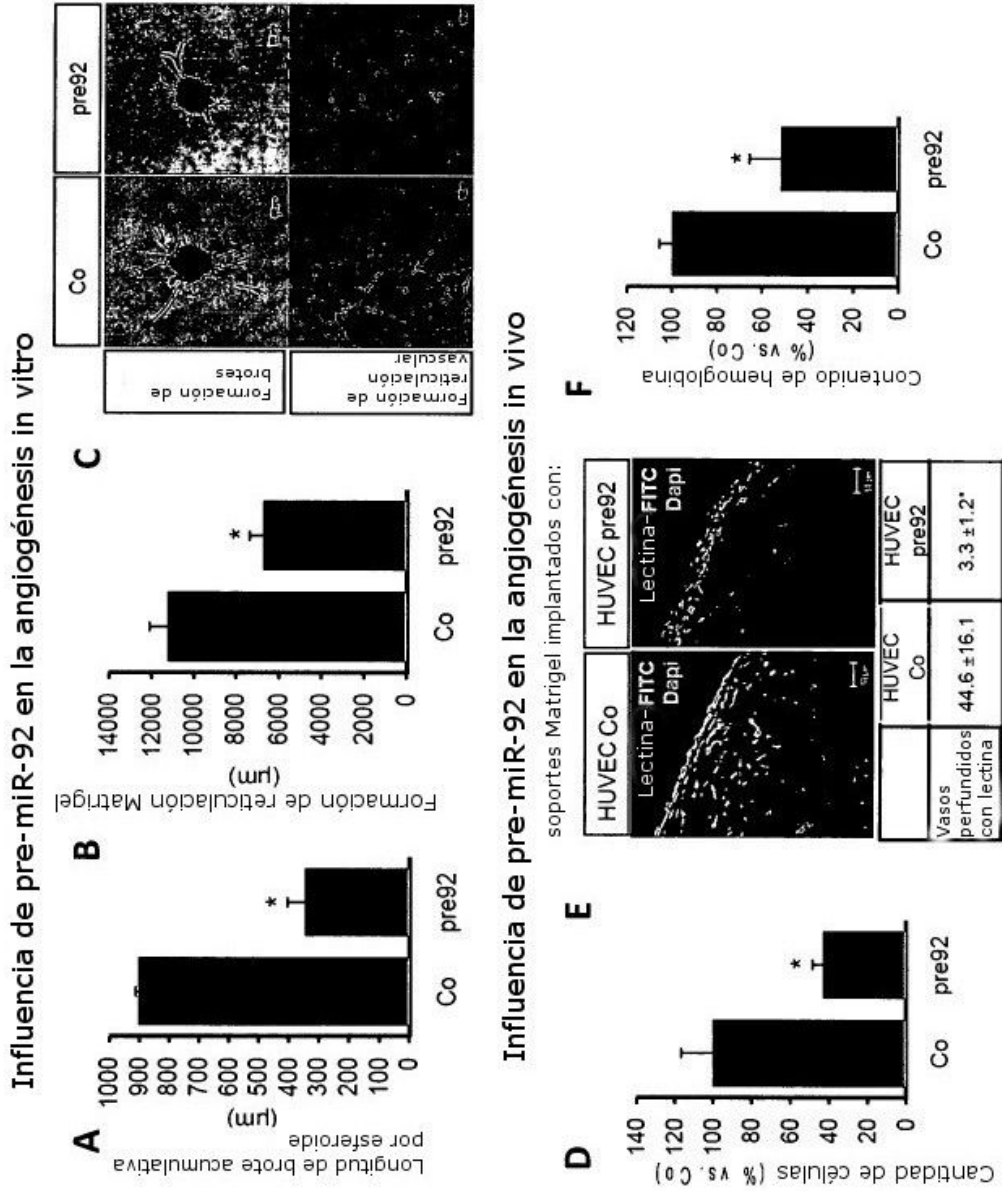 Influencia de pre-miR-92 en la angiogénesis in vitro
A
Longitud de brote acumulativa
por esferoide
(µm)
1000
900
800
700
600
500
400
300
200
100
0
*
Co
pre92
B
Formación de reticulación Matrigel
(µm)
14000
12000
10000
8000
6000
4000
2000
0
*
Co
pre92
C
Co
pre92
Formación de
brotes
Formación de
reticulación
vascular
Influencia de pre-miR-92 en la angiogénesis in vivo
D
Cantidad de células (% vs. Co)
140
120
100
80
60
40
20
0
*
Co
pre92
E
soportes Matrigel implantados con:
HUVEC Co
HUVEC pre92
Lectina-FITC
Dapi
Lectina-FITC
Dapi
HUVEC
Co
HUVEC
pre92
Vasos
perfundidos
con lectina
44.6 ±16.1
3.3 ±1.2*
F
Contenido de hemoglobina
(% vs. Co)
120
100
80
60
40
20
0
*
Co
pre92